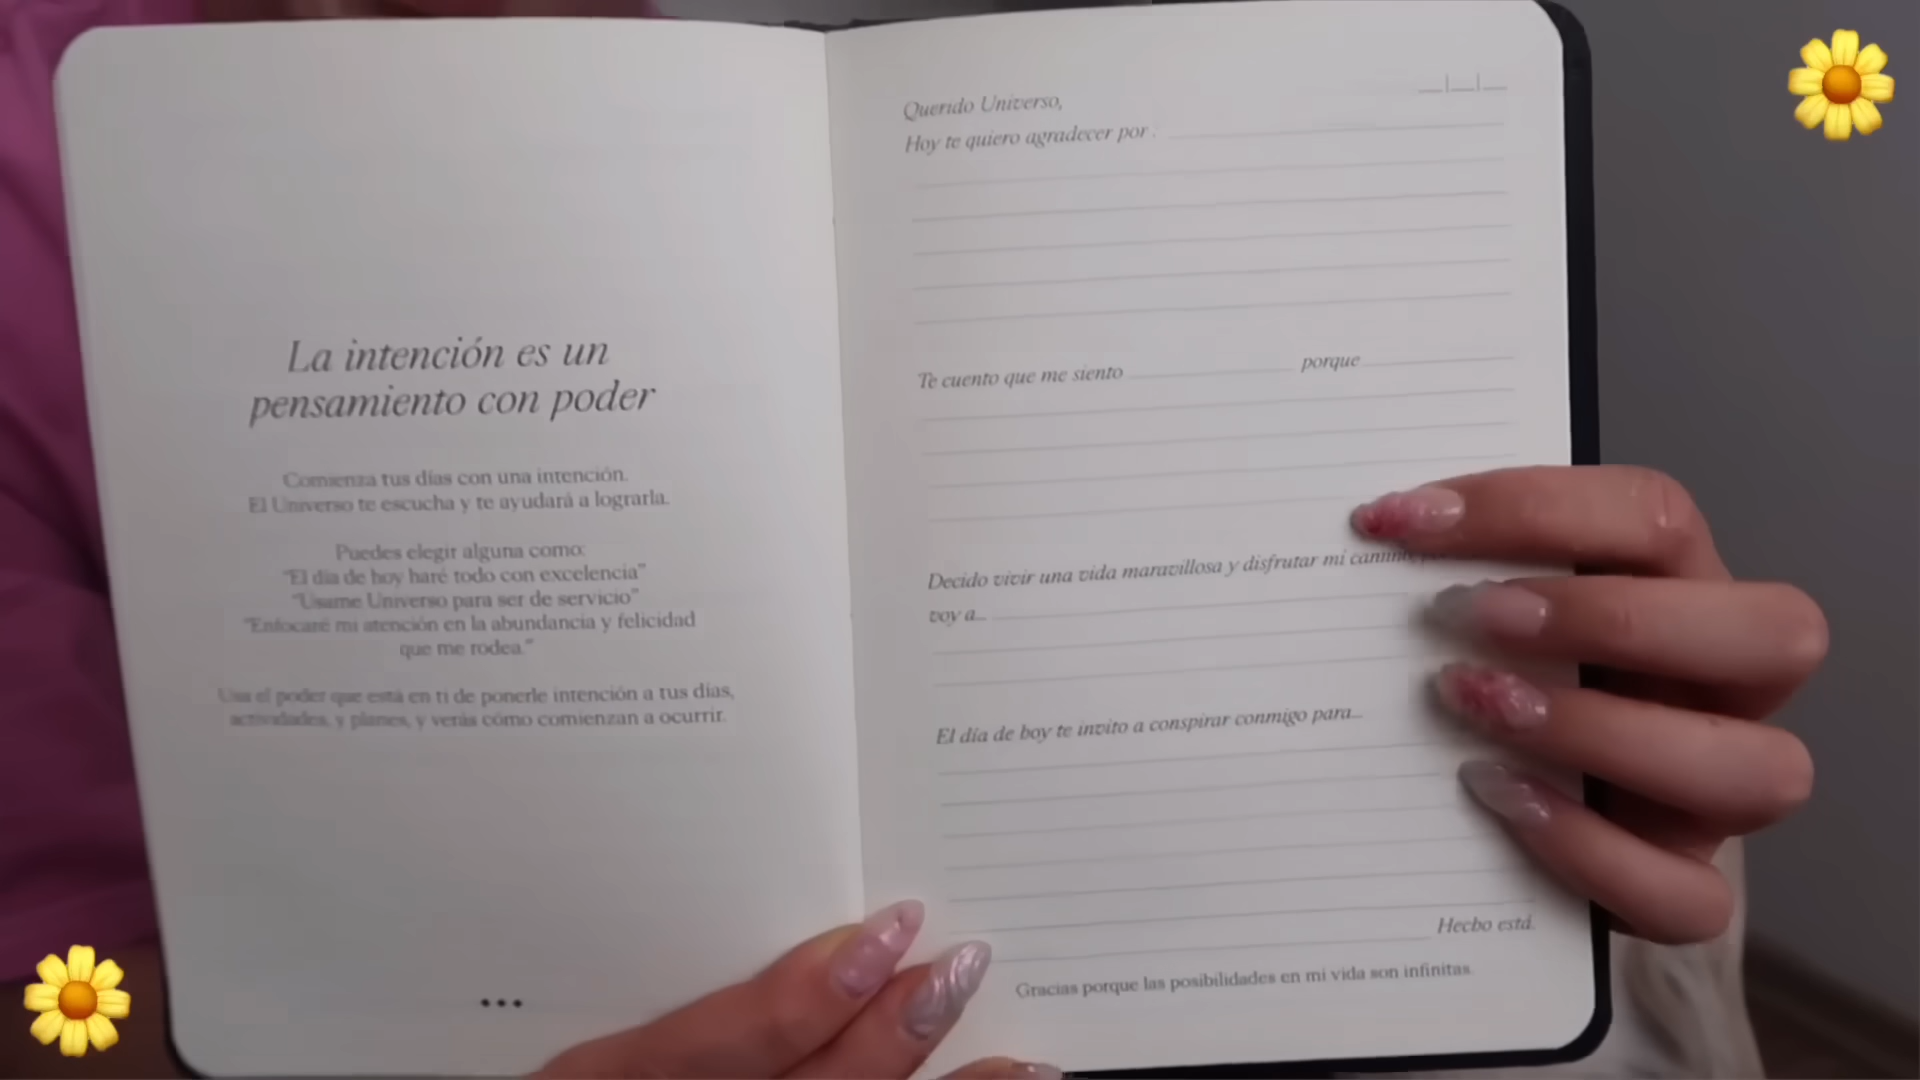 La intención es un
pensamiento con poder
Comienza tus días con una intención.
El Universo te escucha y te ayudará a lograrla.
Puedes elegir alguna como:
"El día de hoy haré todo con excelencia"
"Úsame Universo para ser de servicio"
"Enfocaré mi atención en la abundancia y felicidad
que me rodea."
Usa el poder que está en ti de ponerle intención a tus días,
actividades, y planes, y verás cómo comienzan a ocurrir.
Querido Universo,
Hoy te quiero agradecer por :
Te cuento que me siento porque
Decido vivir una vida maravillosa y disfrutar mi camino,
voy a...
El día de hoy te invito a conspirar conmigo para...
Hecho está.
Gracias porque las posibilidades en mi vida son infinitas.